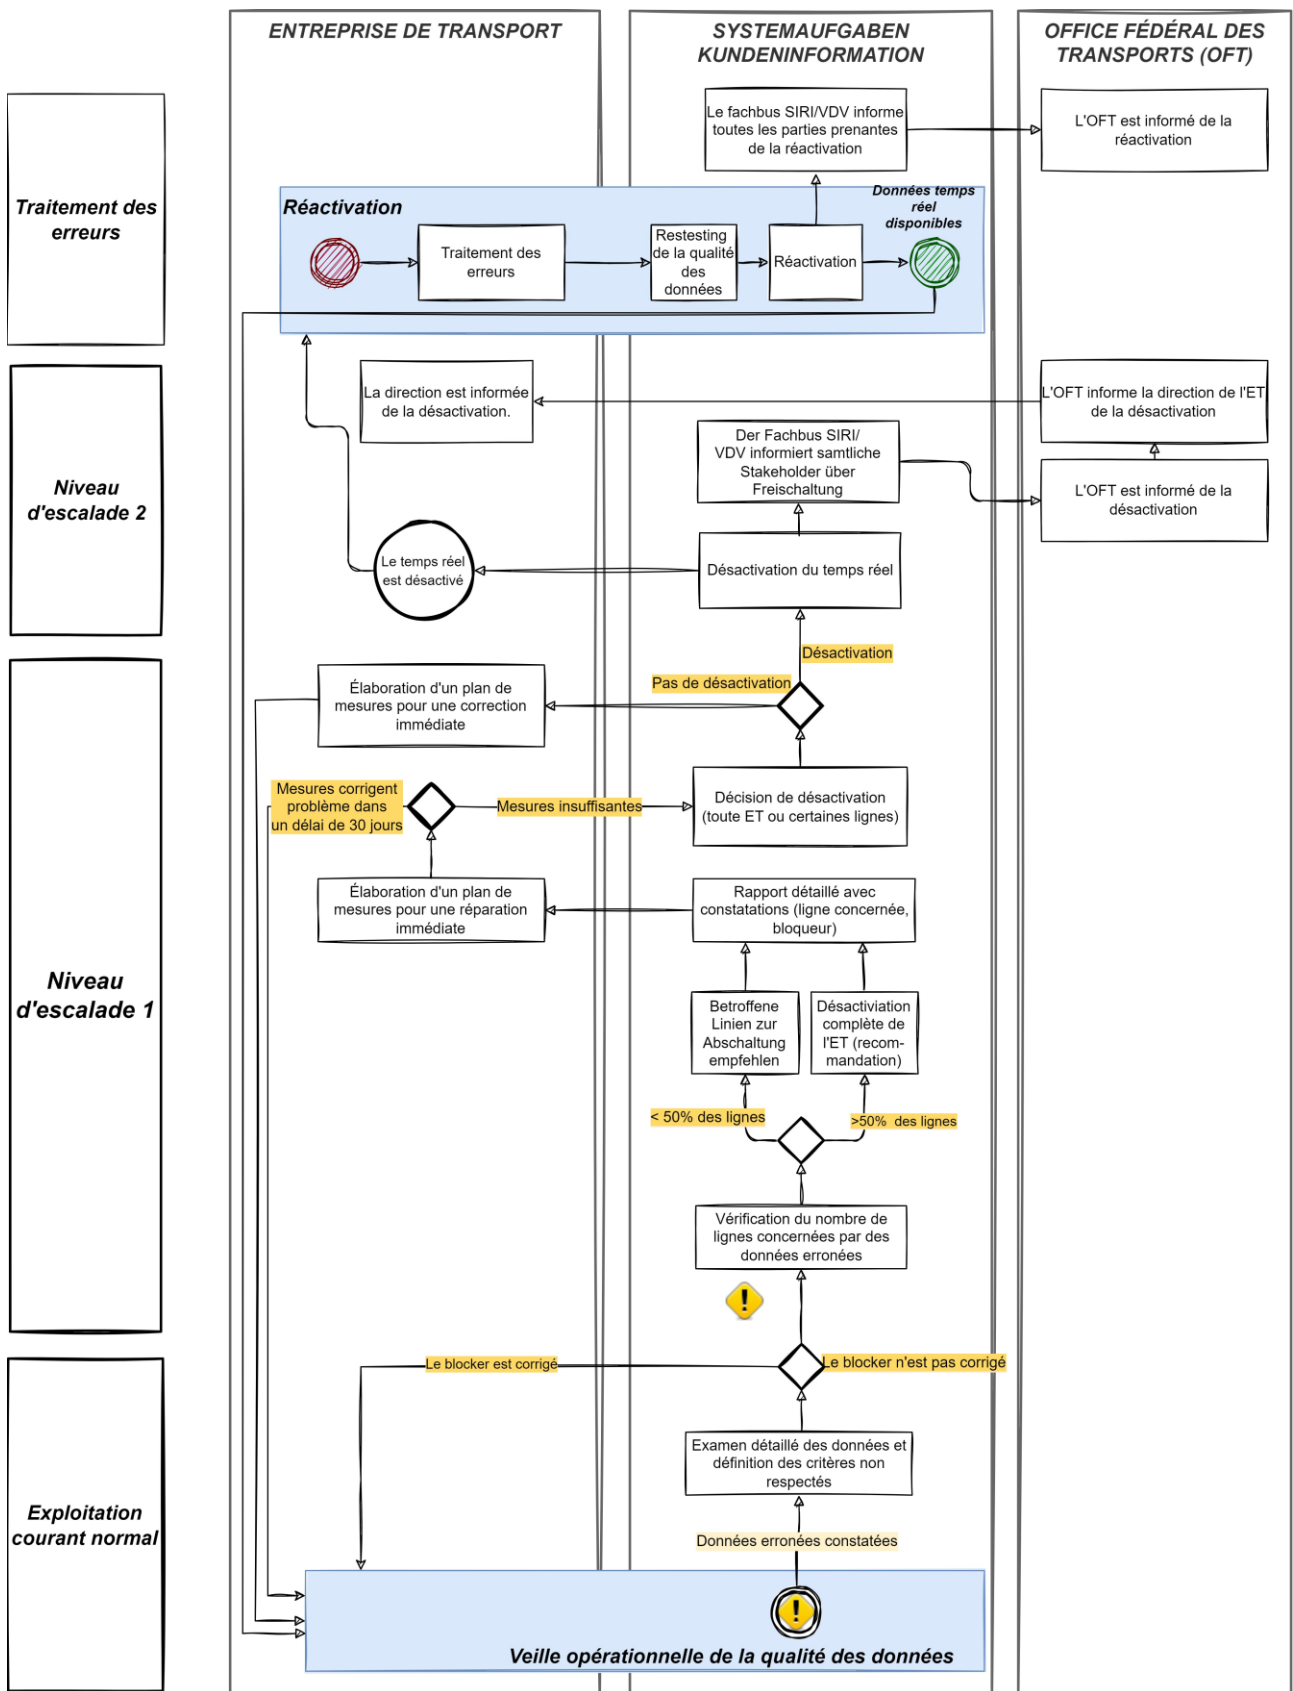 ENTREPRISE DE TRANSPORT
SYSTEMAUFGABEN
KUNDENINFORMATION
OFFICE FÉDÉRAL DES
TRANSPORTS (OFT)
Traitement des
erreurs
Le fachbus SIRI/VDV informe
toutes les parties prenantes
de la réactivation
L'OFT est informé de la
réactivation
Réactivation
Données temps
réel
disponibles
Traitement des
erreurs
Restesting
de la qualité
des
données
Réactivation
Niveau
d'escalade 2
La direction est informée
de la désactivation.
L'OFT informe la direction de l'ET
de la désactivation
Der Fachbus SIRI/
VDV informiert samtliche
Stakeholder über
Freischaltung
L'OFT est informé de la
désactivation
Le temps réel
est désactivé
Désactivation du temps réel
Niveau
d'escalade 1
Désactivation
Pas de désactivation
Élaboration d'un plan de
mesures pour une correction
immédiate
Mesures corrigent
problème dans
un délai de 30 jours
Mesures insuffisantes
Décision de désactivation
(toute ET ou certaines lignes)
Élaboration d'un plan de
mesures pour une réparation
immédiate
Rapport détaillé avec
constatations (ligne concernée,
bloqueur)
Betroffene
Linien zur
Abschaltung
empfehlen
Désactiviation
complète de
l'ET (recom-
mandation)
< 50% des lignes
>50%  des lignes
Vérification du nombre de
lignes concernées par des
données erronées
Le blocker est corrigé
Le blocker n'est pas corrigé
Exploitation
courant normal
Examen détaillé des données et
définition des critères non
respectés
Données erronées constatées
Veille opérationnelle de la qualité des données